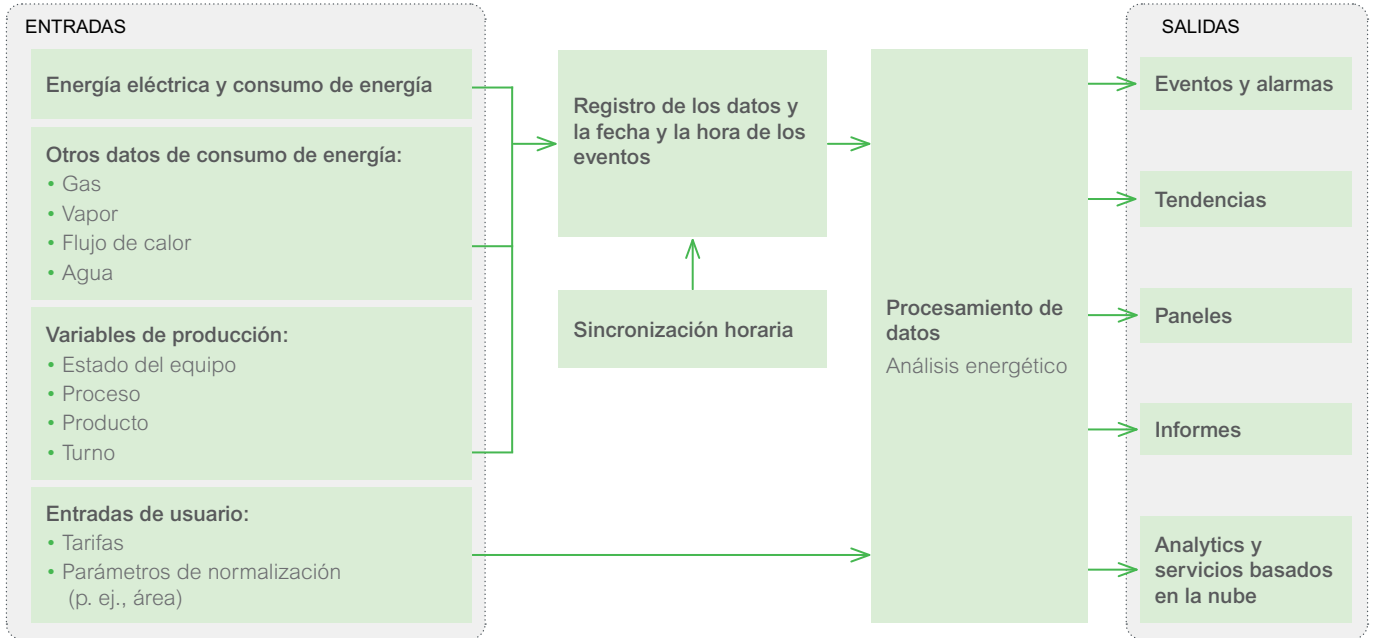 ENTRADAS
Energía eléctrica y consumo de energía
Otros datos de consumo de energía:
• Gas
• Vapor
• Flujo de calor
• Agua
Variables de producción:
• Estado del equipo
• Proceso
• Producto
• Turno
Entradas de usuario:
• Tarifas
• Parámetros de normalización
(p. ej., área)
Registro de los datos y
la fecha y la hora de los
eventos
Sincronización horaria
Procesamiento de
datos
Análisis energético
SALIDAS
Eventos y alarmas
Tendencias
Paneles
Informes
Analytics y
servicios basados
en la nube